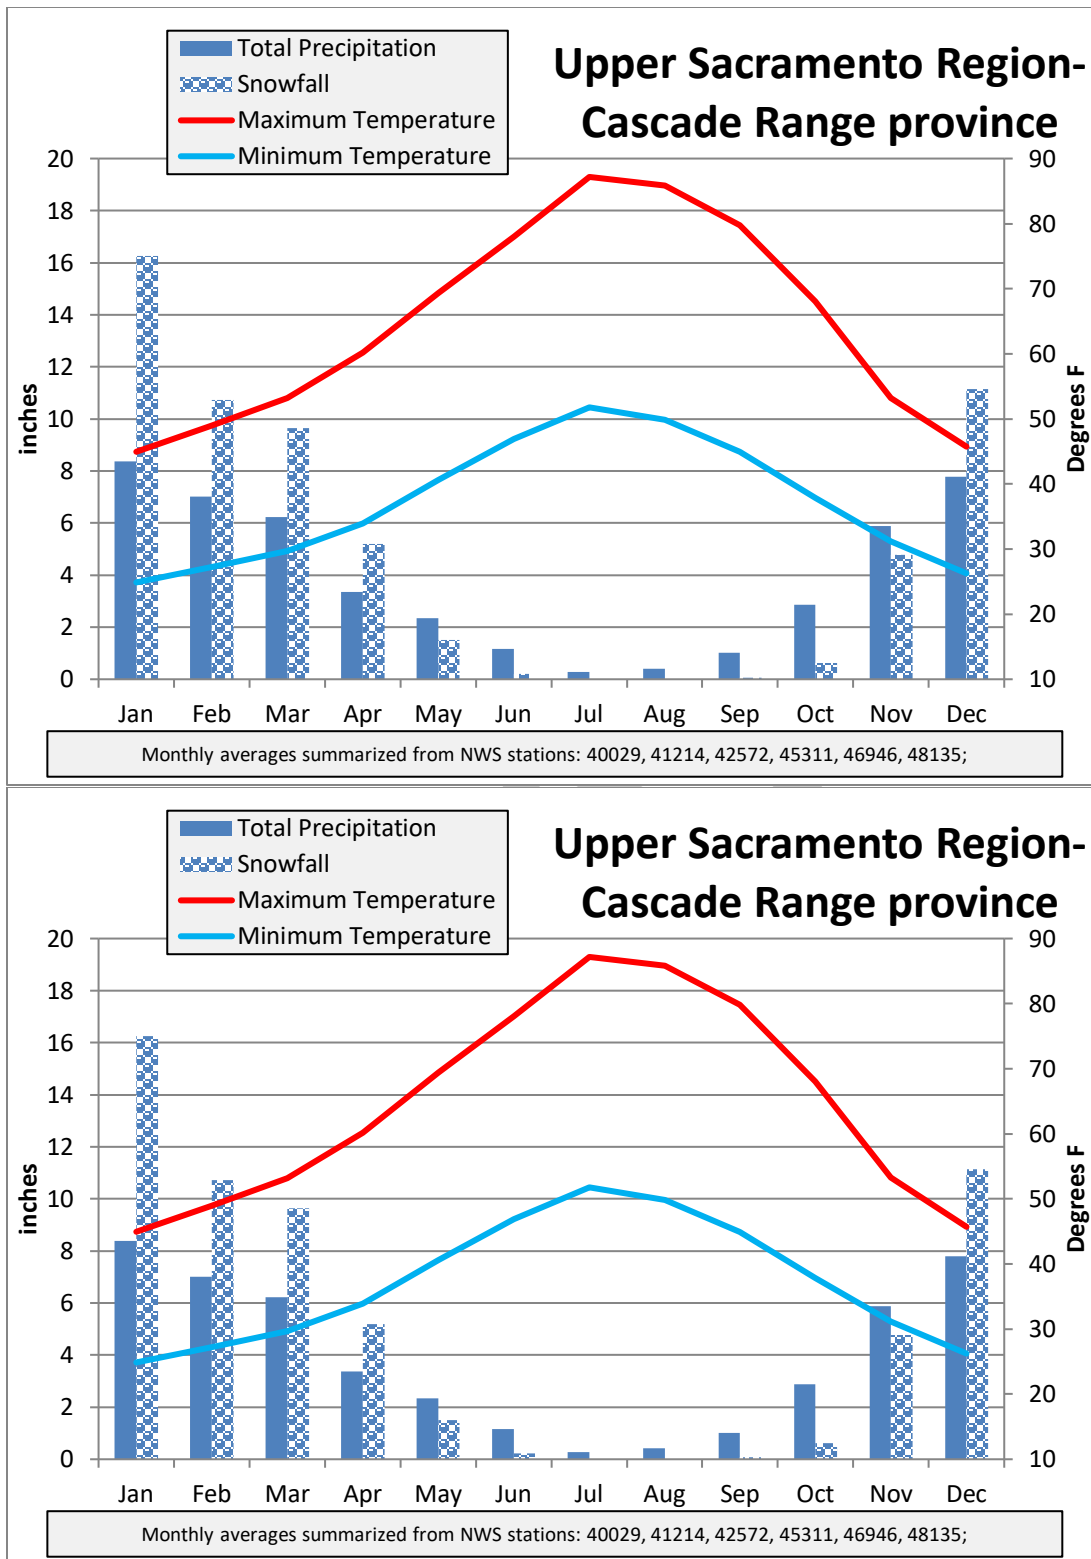 Total Precipitation
Snowfall
Maximum Temperature
Minimum Temperature
Upper Sacramento Region-
Cascade Range province
20
18
16
14
12
10
8
6
4
2
0
inches
90
80
70
60
50
40
30
20
10
Degrees F
Jan Feb Mar Apr May Jun Jul Aug Sep Oct Nov Dec
Monthly averages summarized from NWS stations: 40029, 41214, 42572, 45311, 46946, 48135;
Total Precipitation
Snowfall
Maximum Temperature
Minimum Temperature
Upper Sacramento Region-
Cascade Range province
20
18
16
14
12
10
8
6
4
2
0
inches
90
80
70
60
50
40
30
20
10
Degrees F
Jan Feb Mar Apr May Jun Jul Aug Sep Oct Nov Dec
Monthly averages summarized from NWS stations: 40029, 41214, 42572, 45311, 46946, 48135;